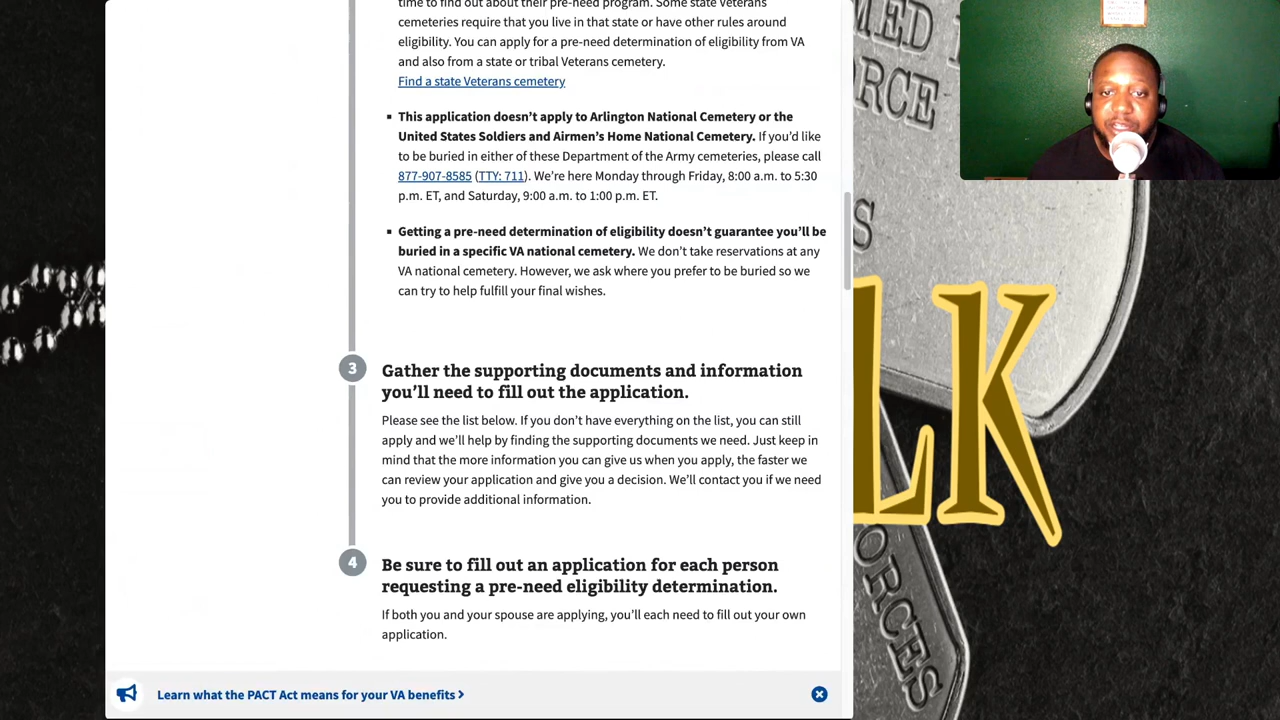 time to find out about their pre-need program. Some state Veterans
cemeteries require that you live in that state or have other rules around
eligibility. You can apply for a pre-need determination of eligibility from VA
and also from a state or tribal Veterans cemetery.
Find a state Veterans cemetery
▪ This application doesn’t apply to Arlington National Cemetery or the
United States Soldiers and Airmen’s Home National Cemetery. If you’d like
to be buried in either of these Department of the Army cemeteries, please call
877-907-8585 (TTY: 711). We’re here Monday through Friday, 8:00 a.m. to 5:30
p.m. ET, and Saturday, 9:00 a.m. to 1:00 p.m. ET.
▪ Getting a pre-need determination of eligibility doesn’t guarantee you’ll be
buried in a specific VA national cemetery. We don’t take reservations at any
VA national cemetery. However, we ask where you prefer to be buried so we
can try to help fulfill your final wishes.
3 Gather the supporting documents and information
you’ll need to fill out the application.
Please see the list below. If you don’t have everything on the list, you can still
apply and we’ll help by finding the supporting documents we need. Just keep in
mind that the more information you can give us when you apply, the faster we
can review your application and give you a decision. We’ll contact you if we need
you to provide additional information.
4 Be sure to fill out an application for each person
requesting a pre-need eligibility determination.
If both you and your spouse are applying, you’ll each need to fill out your own
application.
Learn what the PACT Act means for your VA benefits
MED
RCE
S
LK
ORCES